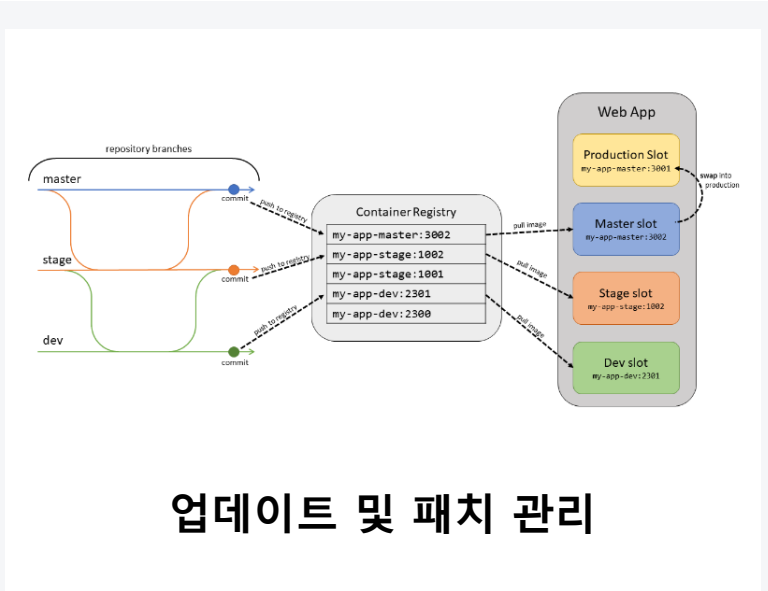 repository branches
master
commit
stage
commit
dev
commit
push to registry
push to registry
push to registry
Container Registry
my-app-master:3002
my-app-stage:1002
my-app-stage:1001
my-app-dev:2301
my-app-dev:2300
pull image
pull image
pull image
Web App
Production Slot
my-app-master:3001
swap into
production
Master slot
my-app-master:3002
Stage slot
my-app-stage:1002
Dev slot
my-app-dev:2301
업데이트 및 패치 관리